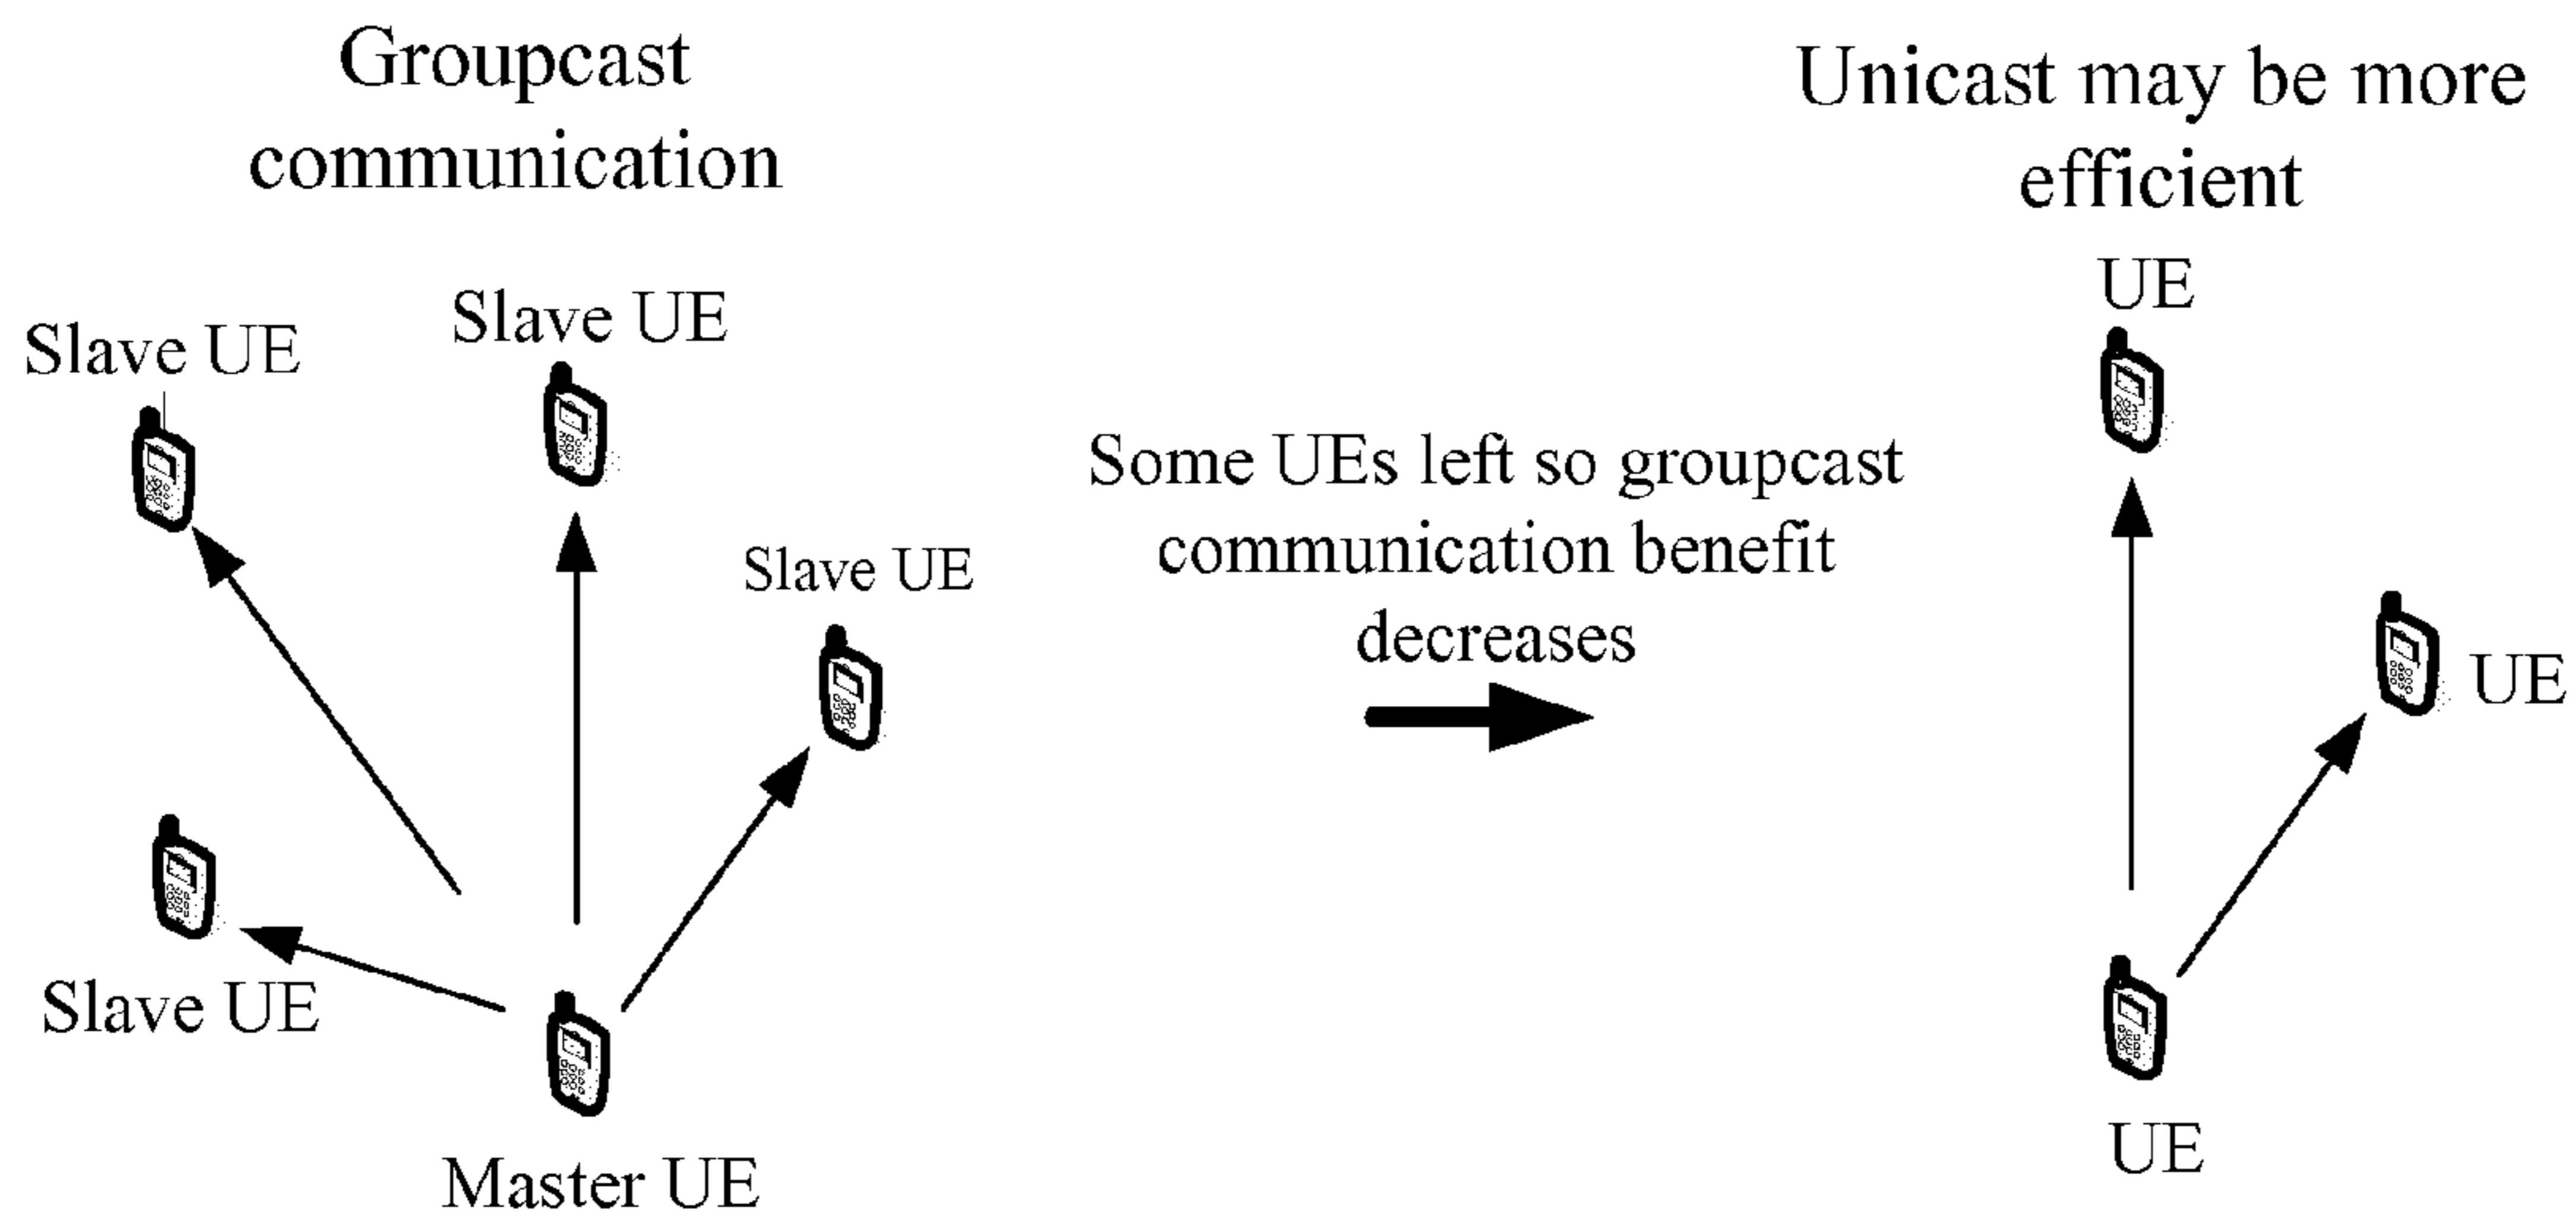 Groupcast
communication
Slave UE
Slave UE
Slave UE
Slave UE
Master UE
Some UEs left so groupcast
communication benefit
decreases
Unicast may be more
efficient
UE
UE
UE